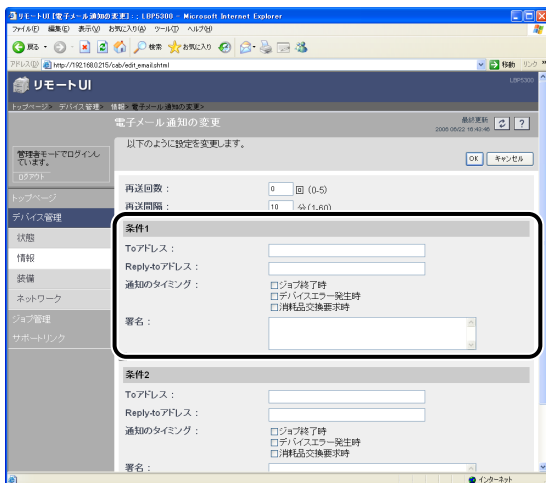 リモートUI [電子メール通知の変更] : ; LBP5300 - Microsoft Internet Explorer
ファイル(F) 編集(E) 表示(V) お気に入り(A) ツール(T) ヘルプ(H)
戻る 検索 お気に入り
アドレス(D) http://192.168.0.215/cab/edit_email.shtml 移動 リンク »
リモートUI LBP5300
トップページ> デバイス管理> 情報> 電子メール通知の変更>
電子メール通知の変更 最終更新
2006 06/22 16:40:46
管理者モードでログインしています。
ログアウト
トップページ
デバイス管理
状態
情報
装備
ネットワーク
ジョブ管理
サポートリンク
以下のように設定を変更します。
OK キャンセル
再送回数: 0 回 (0-5)
再送間隔: 10 分 (1-60)
条件1
Toアドレス:
Reply-toアドレス:
通知のタイミング: ジョブ終了時
デバイスエラー発生時
消耗品交換要求時
署名:
条件2
Toアドレス:
Reply-toアドレス:
通知のタイミング: ジョブ終了時
デバイスエラー発生時
消耗品交換要求時
署名:
インターネット